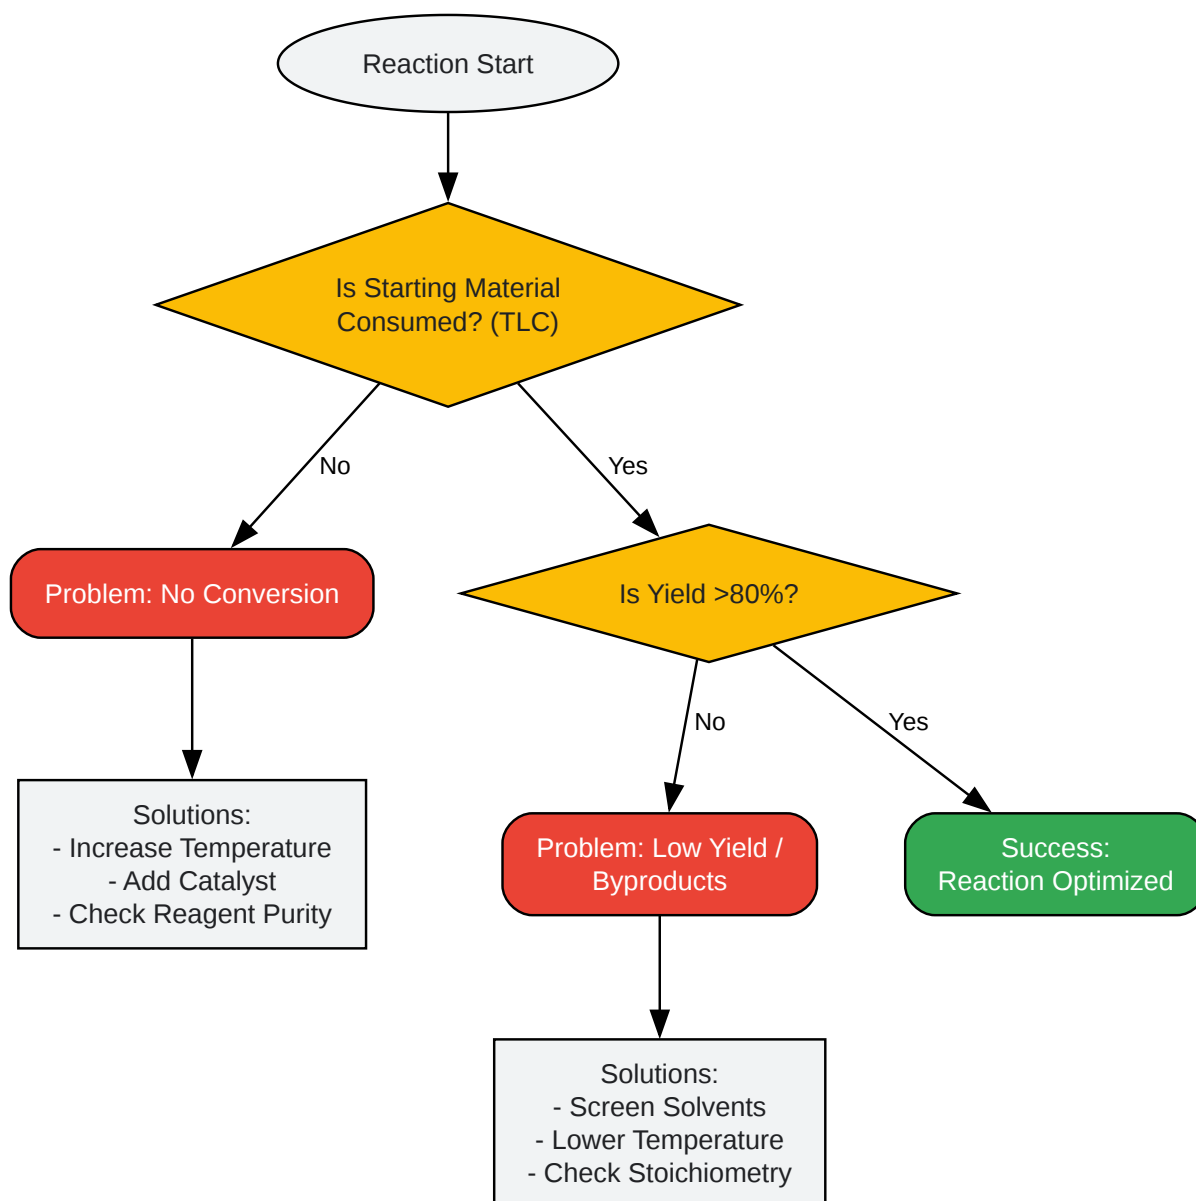 Reaction Start
Is Starting Material
Consumed? (TLC)
No
Yes
Problem: No Conversion
Is Yield >80%?
No
Yes
Solutions:
- Increase Temperature
- Add Catalyst
- Check Reagent Purity
Problem: Low Yield /
Byproducts
Success:
Reaction Optimized
Solutions:
- Screen Solvents
- Lower Temperature
- Check Stoichiometry